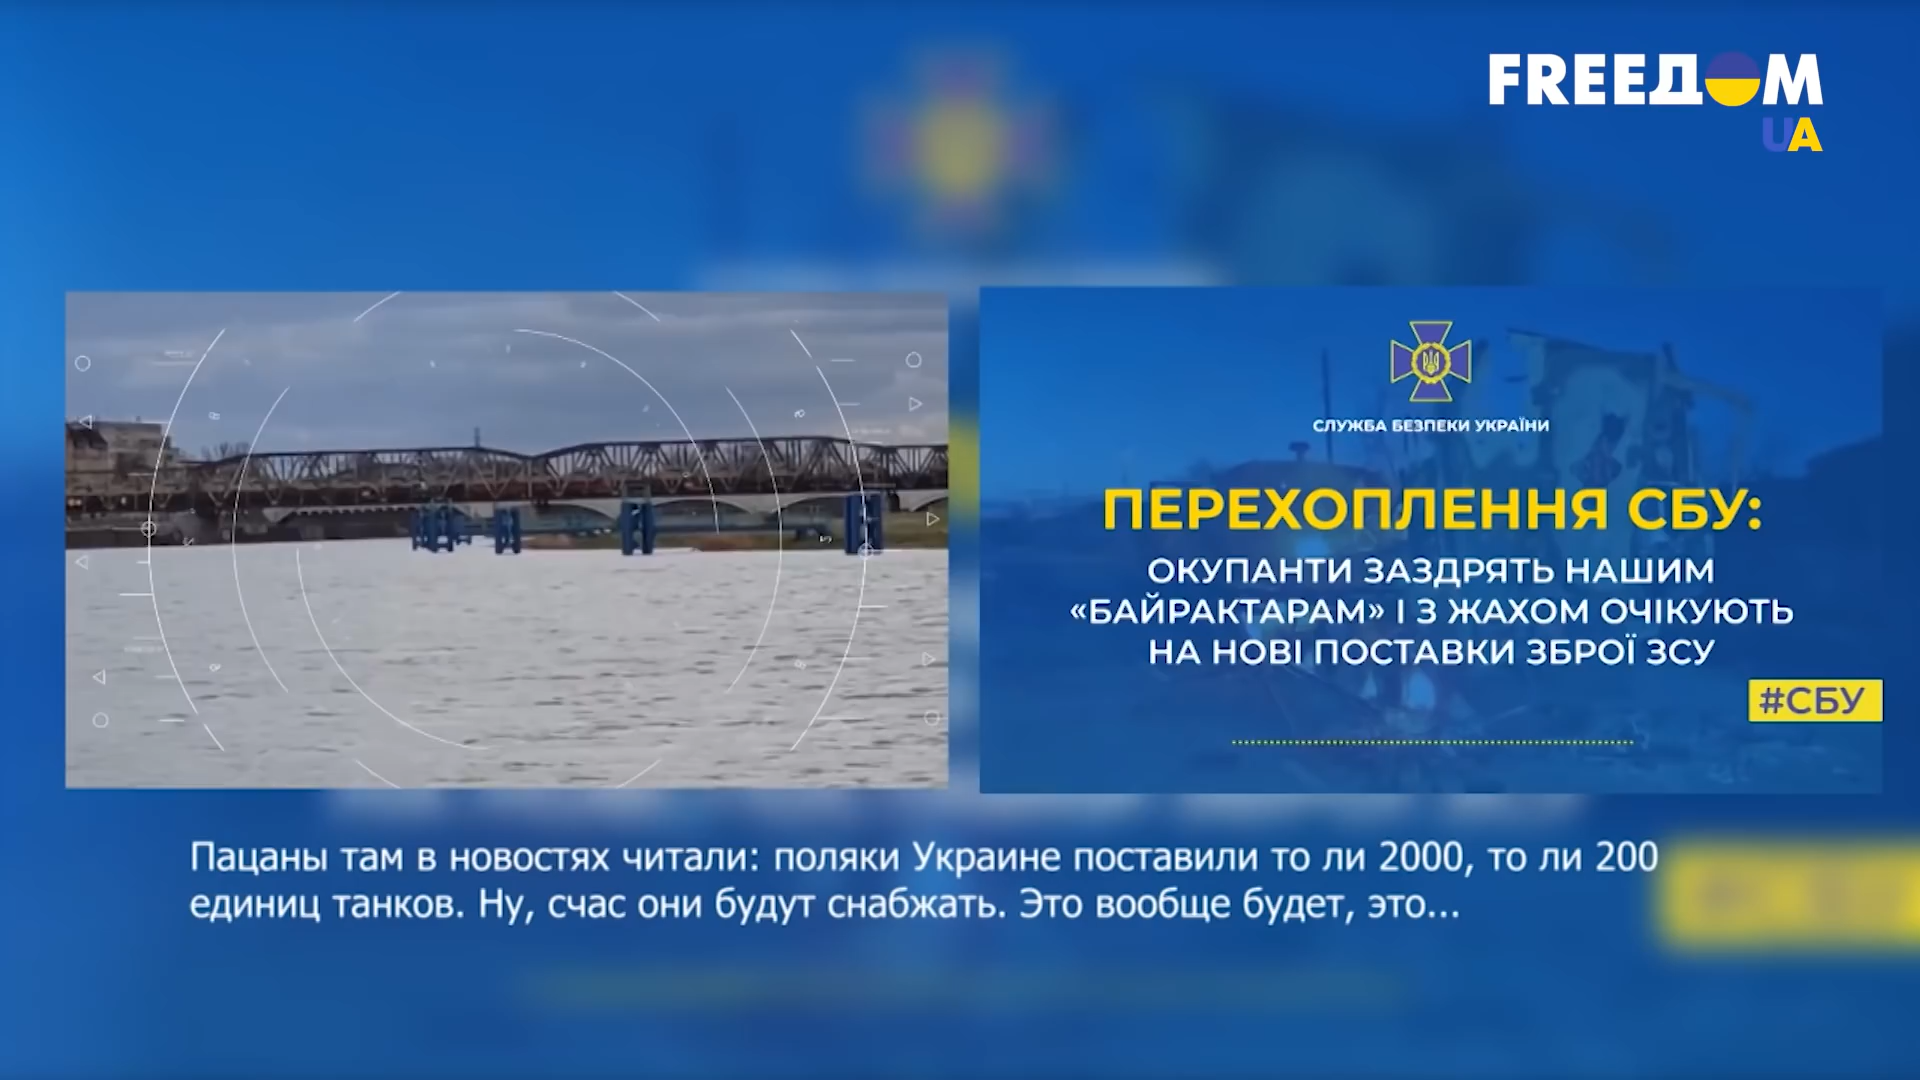 FREEДOM
UA
СЛУЖБА БЕЗПЕКИ УКРАЇНИ
ПЕРЕХОПЛЕННЯ СБУ:
ОКУПАНТИ ЗАЗДРЯТЬ НАШИМ
«БАЙРАКТАРАМ» І З ЖАХОМ ОЧІКУЮТЬ
НА НОВІ ПОСТАВКИ ЗБРОЇ ЗСУ
#СБУ
Пацаны там в новостях читали: поляки Украине поставили то ли 2000, то ли 200
единиц танков. Ну, счас они будут снабжать. Это вообще будет, это...